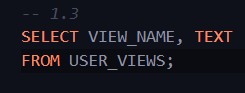 -- 1.3
SELECT VIEW_NAME, TEXT
FROM USER_VIEWS;